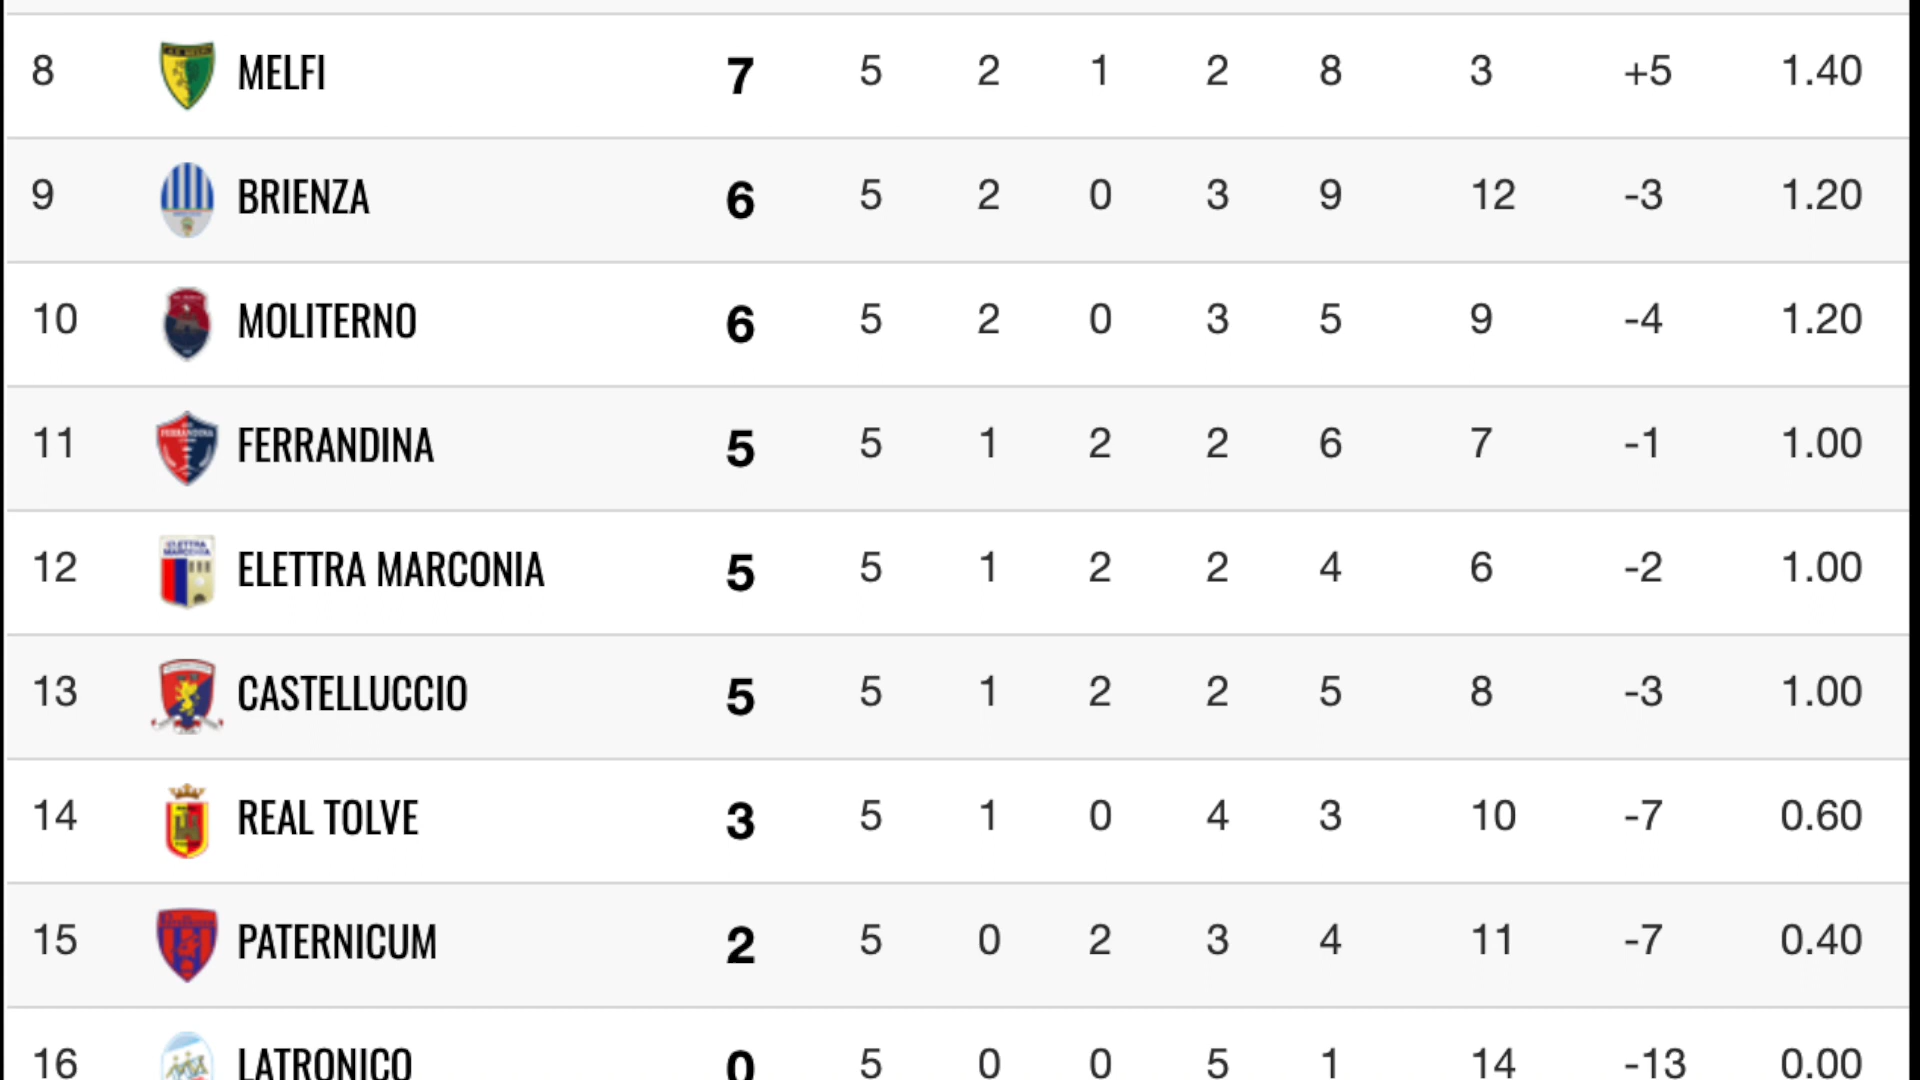 8 MELFI 7 5 2 1 2 8 3 +5 1.40
9 BRIENZA 6 5 2 0 3 9 12 -3 1.20
10 MOLITERNO 6 5 2 0 3 5 9 -4 1.20
11 FERRANDINA 5 5 1 2 2 6 7 -1 1.00
12 ELETTRA MARCONIA 5 5 1 2 2 4 6 -2 1.00
13 CASTELLUCCIO 5 5 1 2 2 5 8 -3 1.00
14 REAL TOLVE 3 5 1 0 4 3 10 -7 0.60
15 PATERNICUM 2 5 0 2 3 4 11 -7 0.40
16 LATRONICO 0 5 0 0 5 1 14 -13 0.00